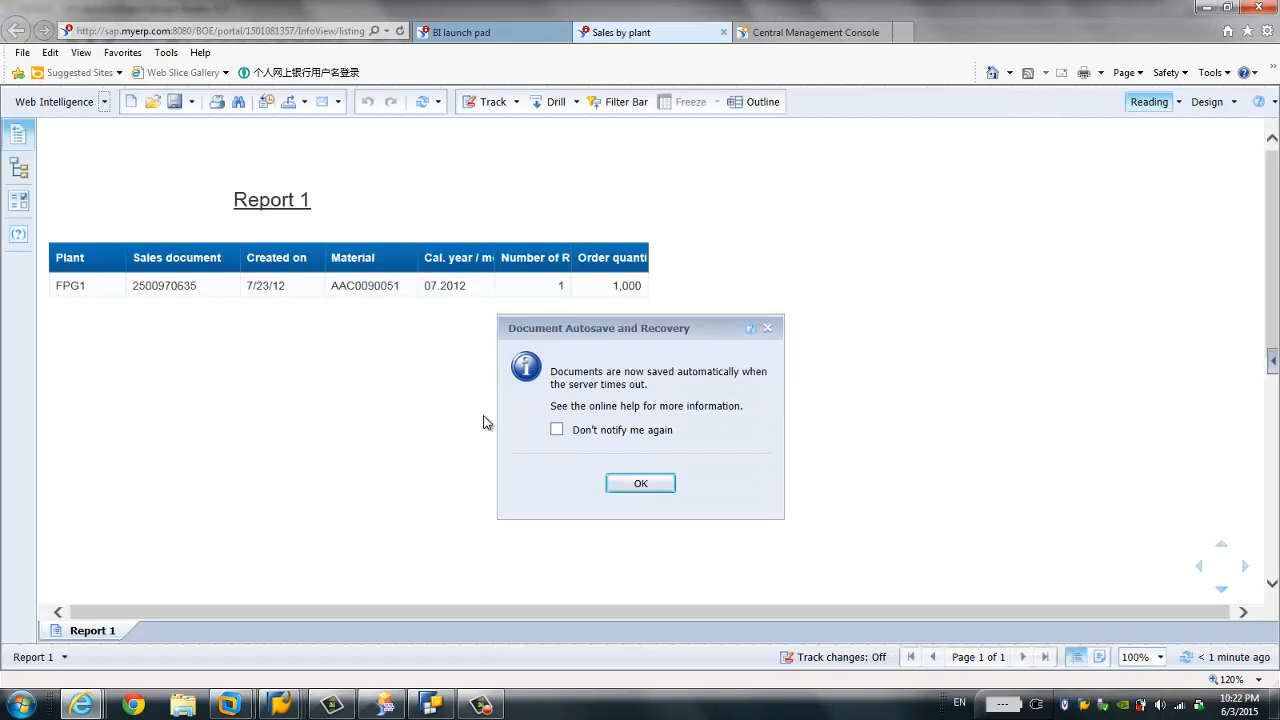 http://sap.myerp.com:8080/BOE/portal/1501081357/InfoView/listing
BI launch pad
Sales by plant
Central Management Console
File Edit View Favorites Tools Help
Suggested Sites
Web Slice Gallery
个人网上银行用户名登录
Page
Safety
Tools
Web Intelligence
Track
Drill
Filter Bar
Freeze
Outline
Reading
Design
Report 1
Plant Sales document Created on Material Cal. year / m Number of R Order quanti
FPG1 2500970635 7/23/12 AAC0090051 07.2012 1 1,000
Document Autosave and Recovery
Documents are now saved automatically when
the server times out.
See the online help for more information.
Don't notify me again
OK
Report 1
Report 1
Track changes: Off
Page 1 of 1
100%
< 1 minute ago
120%
EN
10:22 PM
6/3/2015